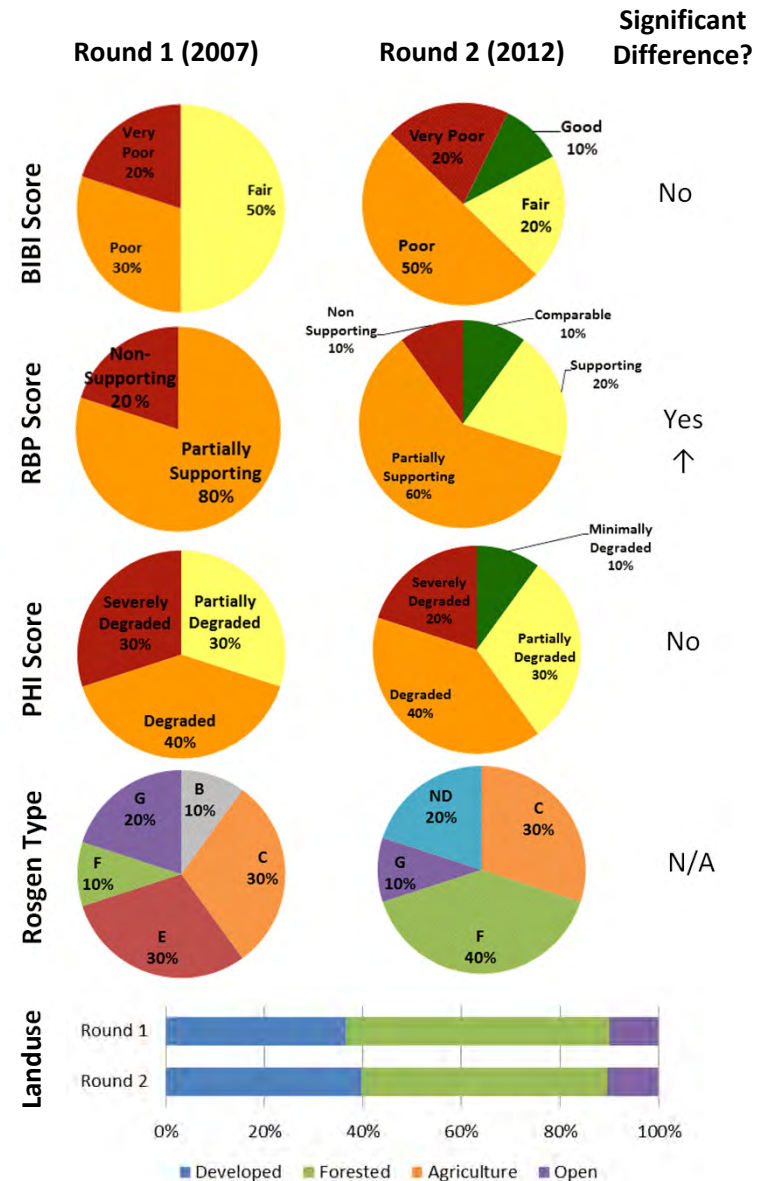 Round 1 (2007)
Round 2 (2012)
Significant
Difference?
BIBI Score
Very
Poor
20%
Fair
50%
Poor
30%
Very Poor
20%
Good
10%
Fair
20%
Poor
50%
No
RBP Score
Non-
Supporting
20 %
Partially
Supporting
80%
Non
Supporting
10%
Comparable
10%
Supporting
20%
Partially
Supporting
60%
Yes
↑
PHI Score
Severely
Degraded
30%
Partially
Degraded
30%
Degraded
40%
Minimally
Degraded
10%
Severely
Degraded
20%
Partially
Degraded
30%
Degraded
40%
No
Rosgen Type
G
20%
B
10%
C
30%
F
10%
E
30%
ND
20%
C
30%
G
10%
F
40%
N/A
Landuse
Round 1
Round 2
0% 20% 40% 60% 80% 100%
Developed Forested Agriculture Open